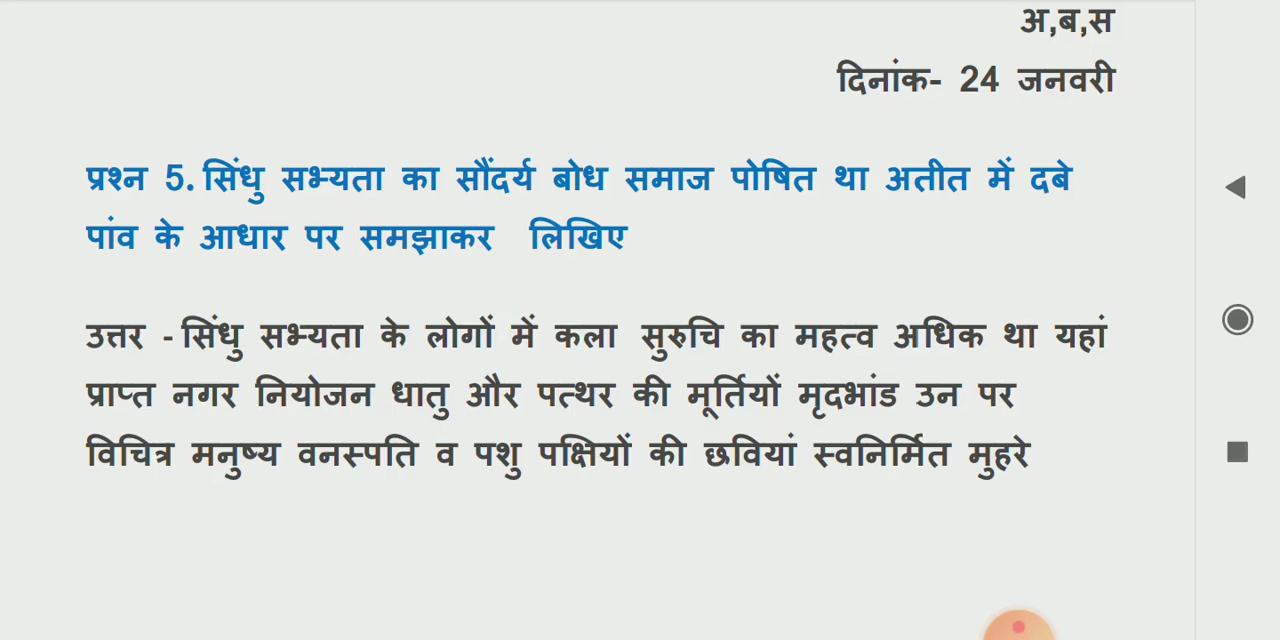 अ,ब,स
दिनांक- 24 जनवरी
प्रश्न 5. सिंधु सभ्यता का सौंदर्य बोध समाज पोषित था अतीत में दबे
पांव के आधार पर समझाकर लिखिए
उत्तर - सिंधु सभ्यता के लोगों में कला सुरुचि का महत्व अधिक था यहां
प्राप्त नगर नियोजन धातु और पत्थर की मूर्तियों मृदभांड उन पर
विचित्र मनुष्य वनस्पति व पशु पक्षियों की छवियां स्वनिर्मित मुहरे